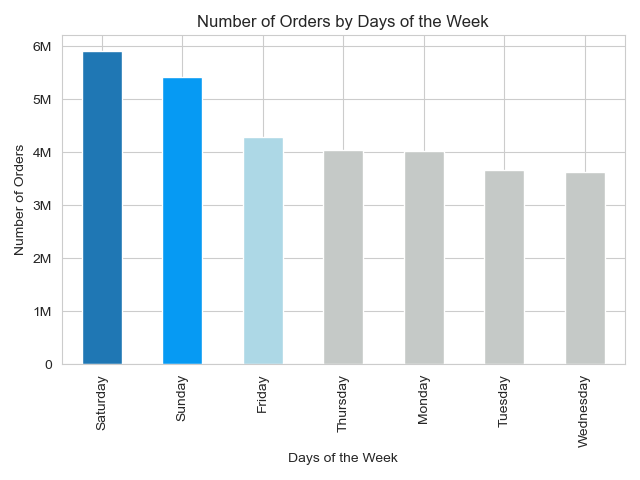 Number of Orders by Days of the Week
6M
5M
4M
3M
2M
1M
0
Number of Orders
Saturday
Sunday
Friday
Thursday
Monday
Tuesday
Wednesday
Days of the Week